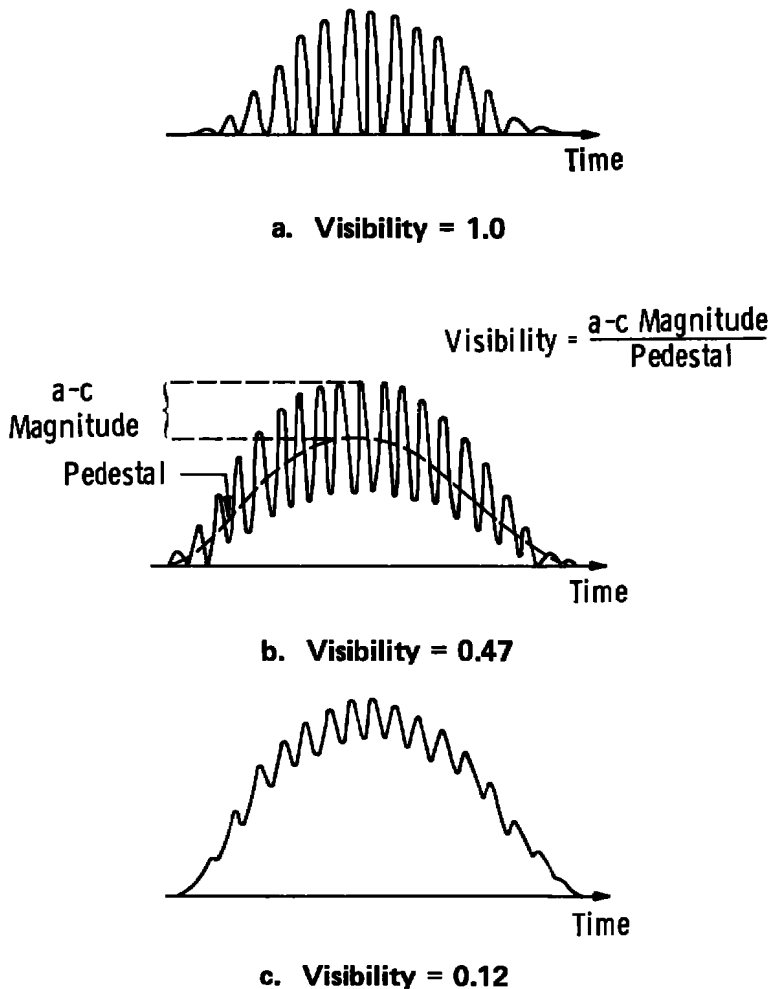 Time
a. Visibility = 1.0
Visibility = a-c Magnitude
Pedestal
a-c
Magnitude
Pedestal
Time
b. Visibility = 0.47
Time
c. Visibility = 0.12